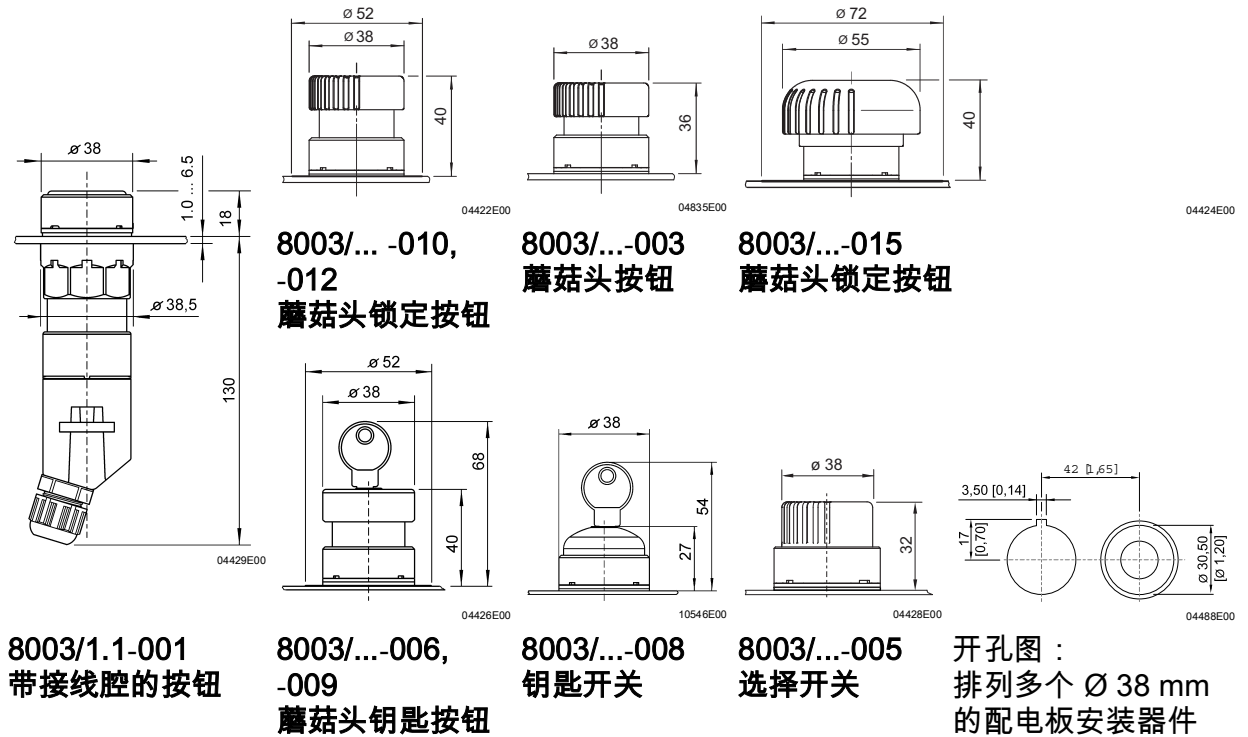 ø 52
ø 38
40
04422E00
8003/... -010,
-012
蘑菇头锁定按钮
ø 38
36
04835E00
8003/...-003
蘑菇头按钮
ø 72
ø 55
40
04424E00
8003/...-015
蘑菇头锁定按钮
ø 38
1.0 ... 6.5
18
ø 38,5
130
04429E00
8003/1.1-001
带接线腔的按钮
ø 52
ø 38
68
40
04426E00
8003/...-006,
-009
蘑菇头钥匙按钮
ø 38
54
27
10546E00
8003/...-008
钥匙开关
ø 38
32
04428E00
8003/...-005
选择开关
42 [1,65]
3,50 [0,14]
17
[0,70]
Ø 30,50
[Ø 1,20]
04488E00
开孔图：
排列多个 Ø 38 mm
的配电板安装器件